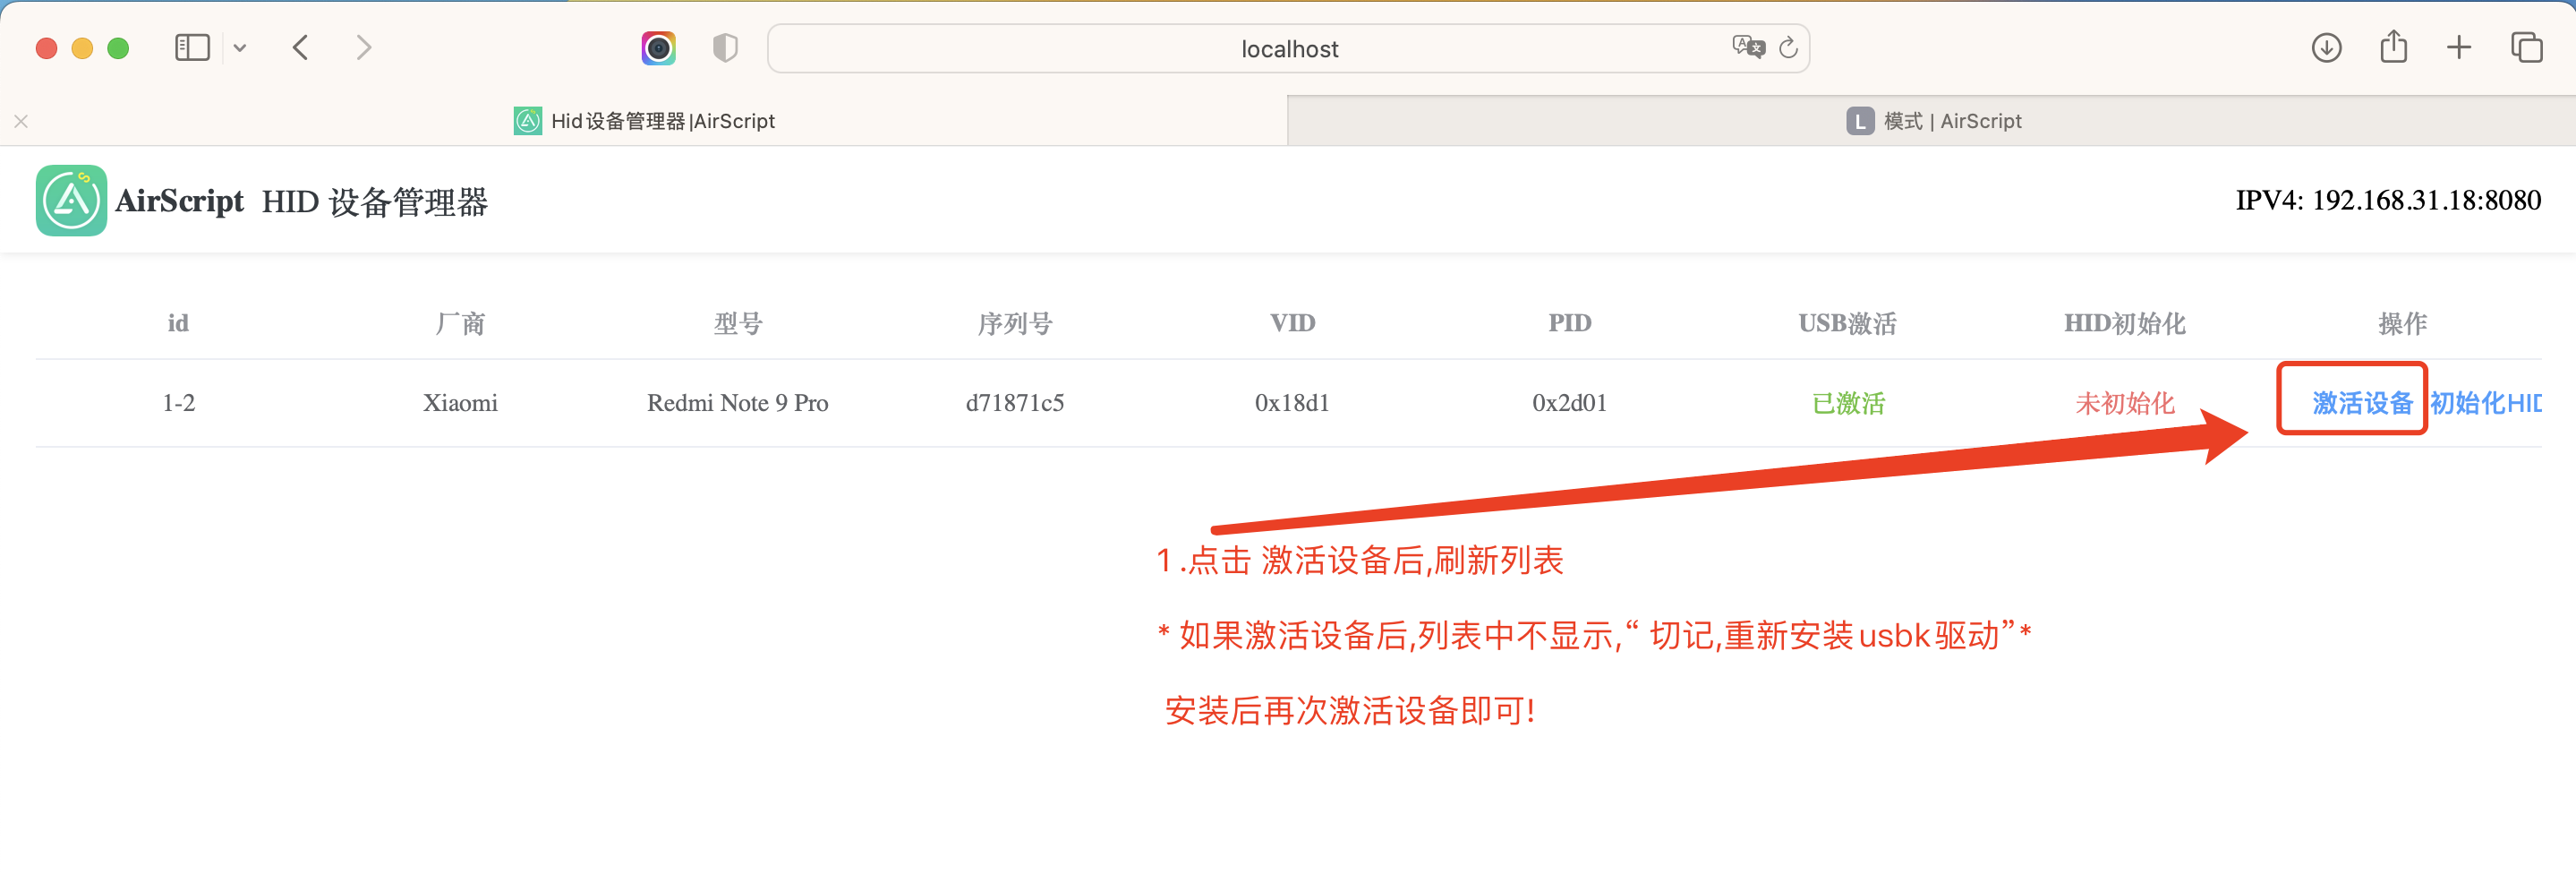 localhost
Hid设备管理器|AirScript
L 模式 | AirScript
AirScript HID 设备管理器
IPV4: 192.168.31.18:8080
id 厂商 型号 序列号 VID PID USB激活 HID初始化 操作
1-2 Xiaomi Redmi Note 9 Pro d71871c5 0x18d1 0x2d01 已激活 未初始化 激活设备 初始化HID
1.点击 激活设备后,刷新列表
*如果激活设备后,列表中不显示,“ 切记,重新安装usbk驱动”*
安装后再次激活设备即可!